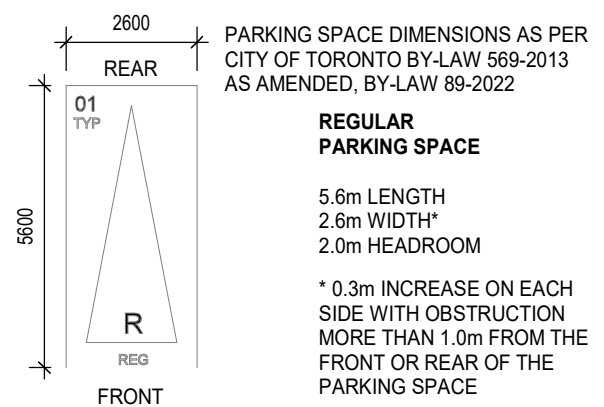 2600
REAR
01
TYP
5600
R
REG
FRONT
PARKING SPACE DIMENSIONS AS PER
CITY OF TORONTO BY-LAW 569-2013
AS AMENDED, BY-LAW 89-2022
REGULAR
PARKING SPACE
5.6m LENGTH
2.6m WIDTH*
2.0m HEADROOM
* 0.3m INCREASE ON EACH
SIDE WITH OBSTRUCTION
MORE THAN 1.0m FROM THE
FRONT OR REAR OF THE
PARKING SPACE